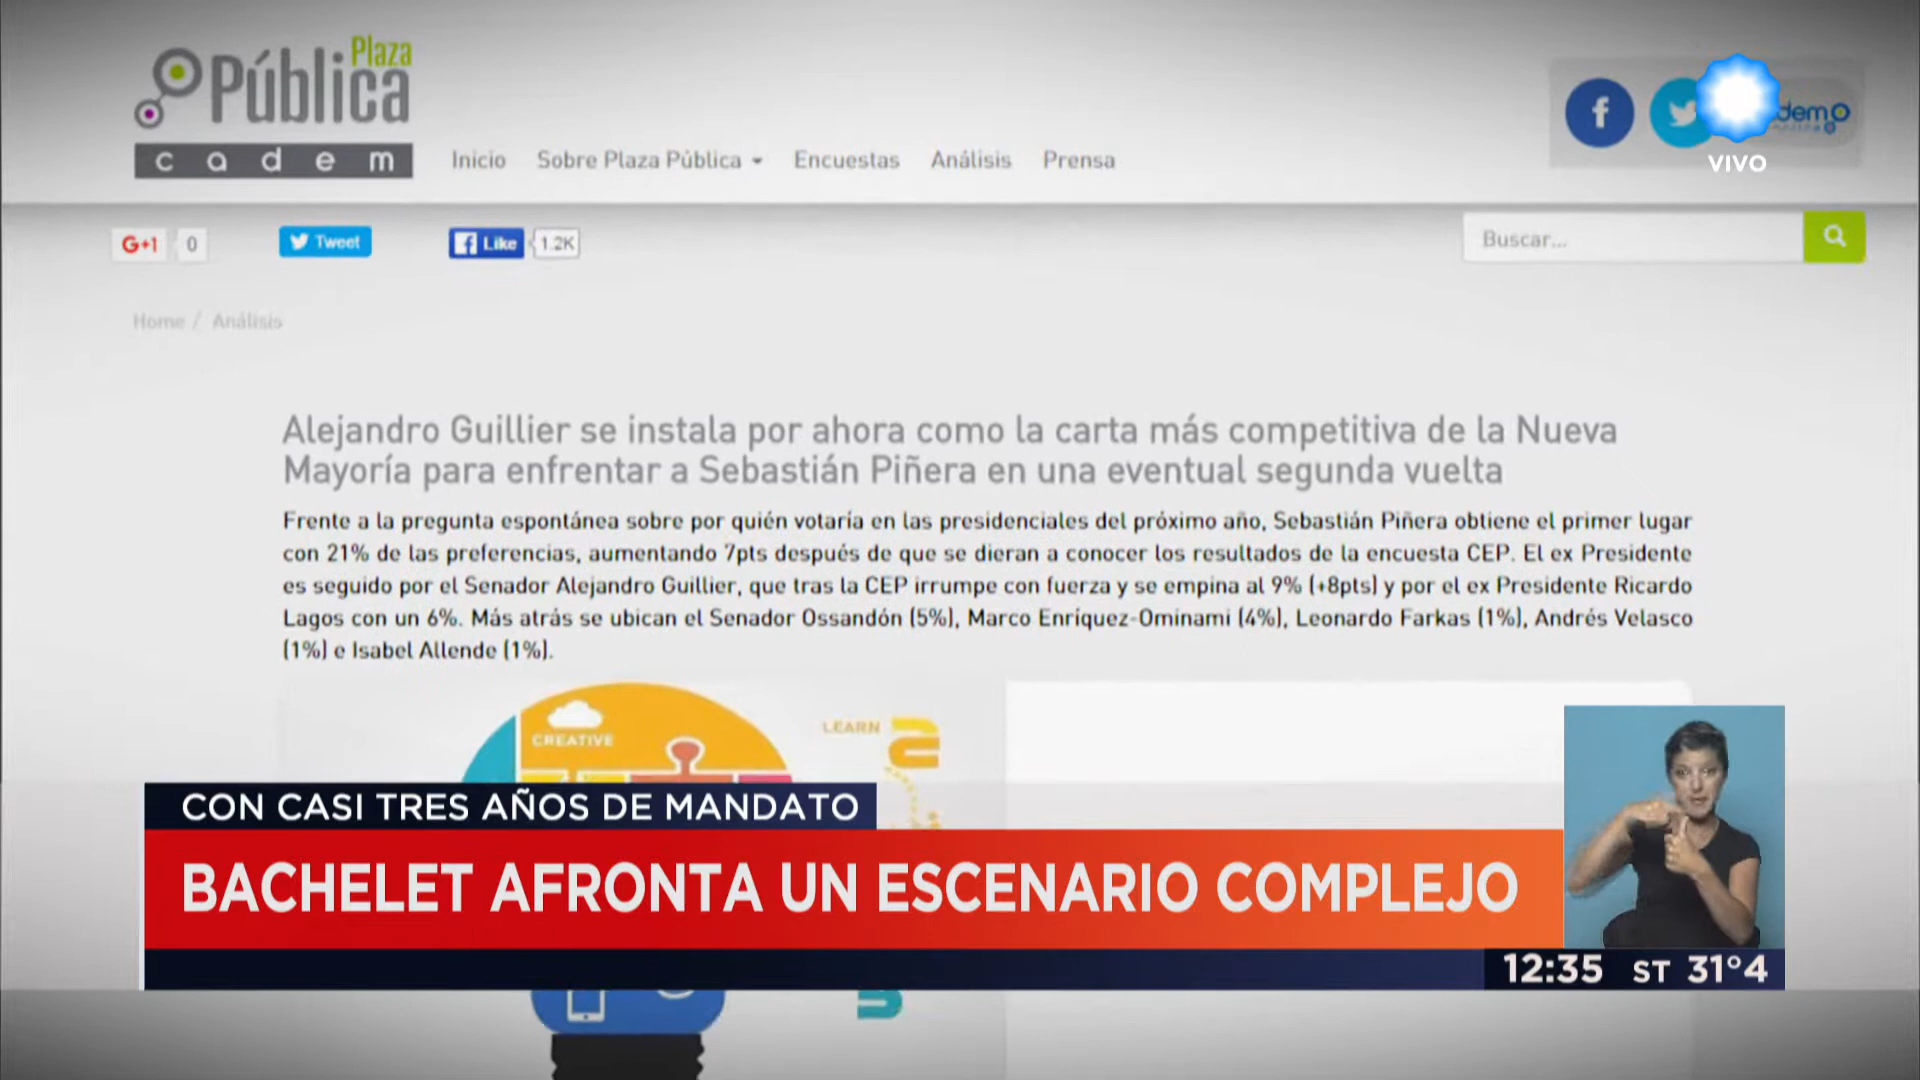 Plaza
Pública
cadem
Inicio Sobre Plaza Pública Encuestas Análisis Prensa
VIVO
G+1 0 Tweet Like 1.2K
Buscar...
Home / Análisis
Alejandro Guillier se instala por ahora como la carta más competitiva de la Nueva
Mayoría para enfrentar a Sebastián Piñera en una eventual segunda vuelta
Frente a la pregunta espontánea sobre por quién votaría en las presidenciales del próximo año, Sebastián Piñera obtiene el primer lugar
con 21% de las preferencias, aumentando 7pts después de que se dieran a conocer los resultados de la encuesta CEP. El ex Presidente
es seguido por el Senador Alejandro Guillier, que tras la CEP irrumpe con fuerza y se empina al 9% (+8pts) y por el ex Presidente Ricardo
Lagos con un 6%. Más atrás se ubican el Senador Ossandón (5%), Marco Enríquez-Ominami (4%), Leonardo Farkas (1%), Andrés Velasco
(1%) e Isabel Allende (1%).
CREATIVE
LEARN
CON CASI TRES AÑOS DE MANDATO
BACHELET AFRONTA UN ESCENARIO COMPLEJO
12:35 ST 31°4